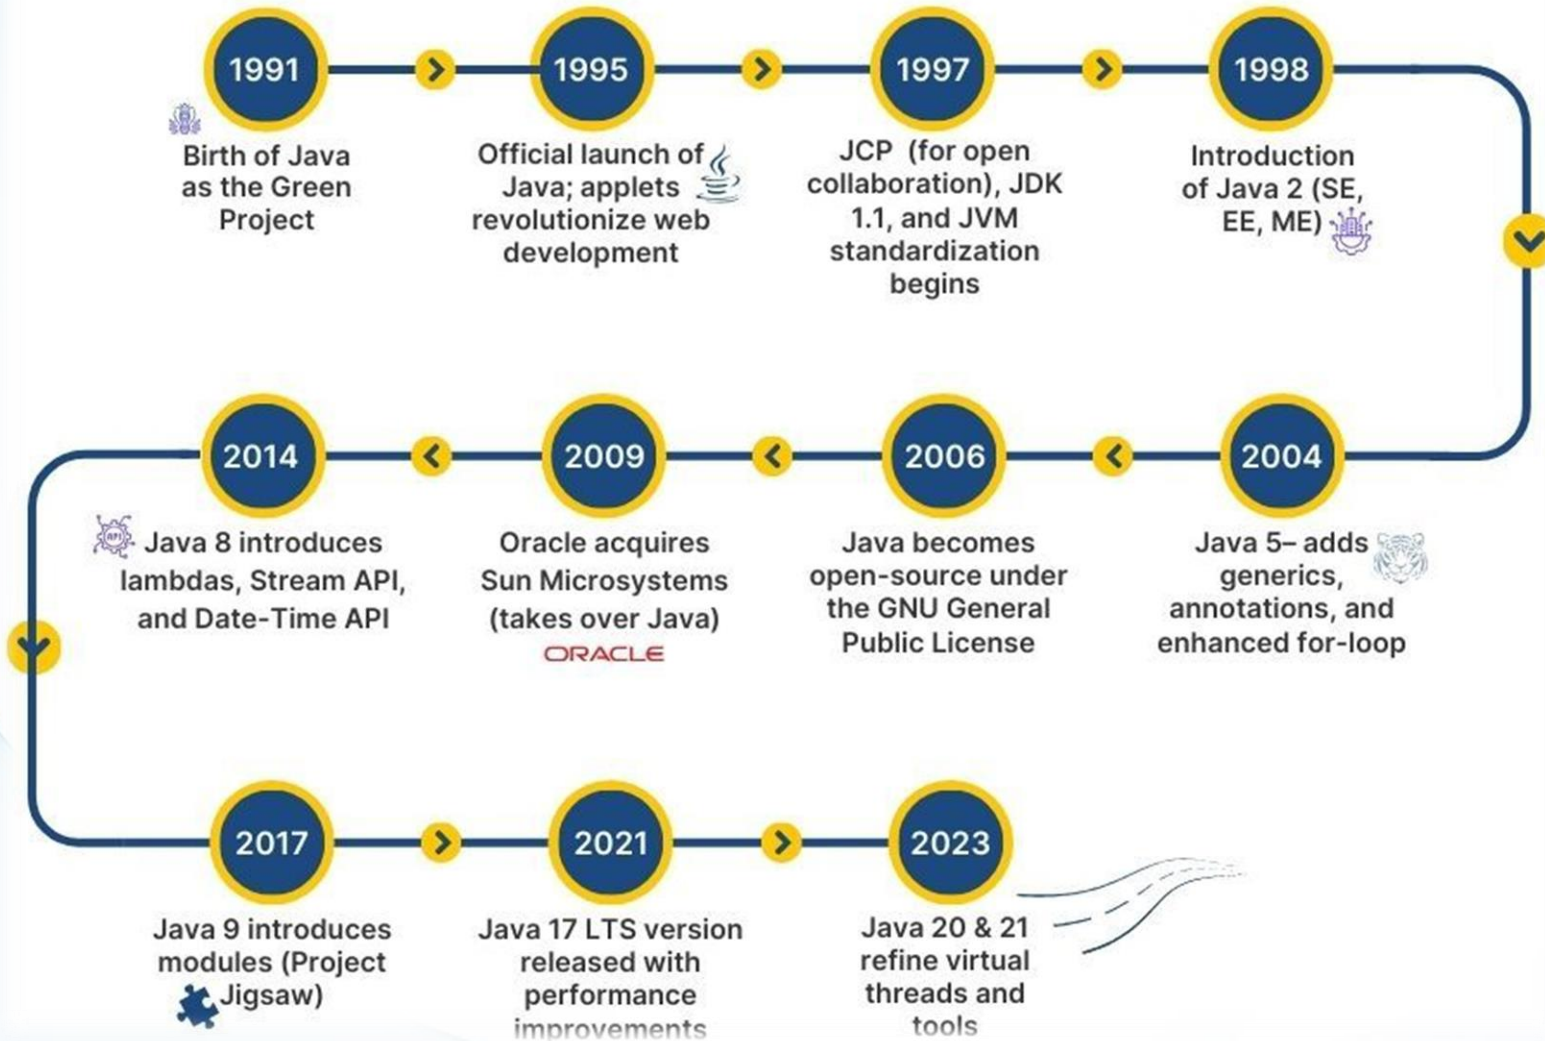 1991
Birth of Java
as the Green
Project
1995
Official launch of
Java; applets
revolutionize web
development
1997
JCP (for open
collaboration), JDK
1.1, and JVM
standardization
begins
1998
Introduction
of Java 2 (SE,
EE, ME)
2004
Java 5– adds
generics,
annotations, and
enhanced for-loop
2006
Java becomes
open-source under
the GNU General
Public License
2009
Oracle acquires
Sun Microsystems
(takes over Java)
ORACLE
2014
API
Java 8 introduces
lambdas, Stream API,
and Date-Time API
2017
Java 9 introduces
modules (Project
Jigsaw)
2021
Java 17 LTS version
released with
performance
improvements
2023
Java 20 & 21
refine virtual
threads and
tools